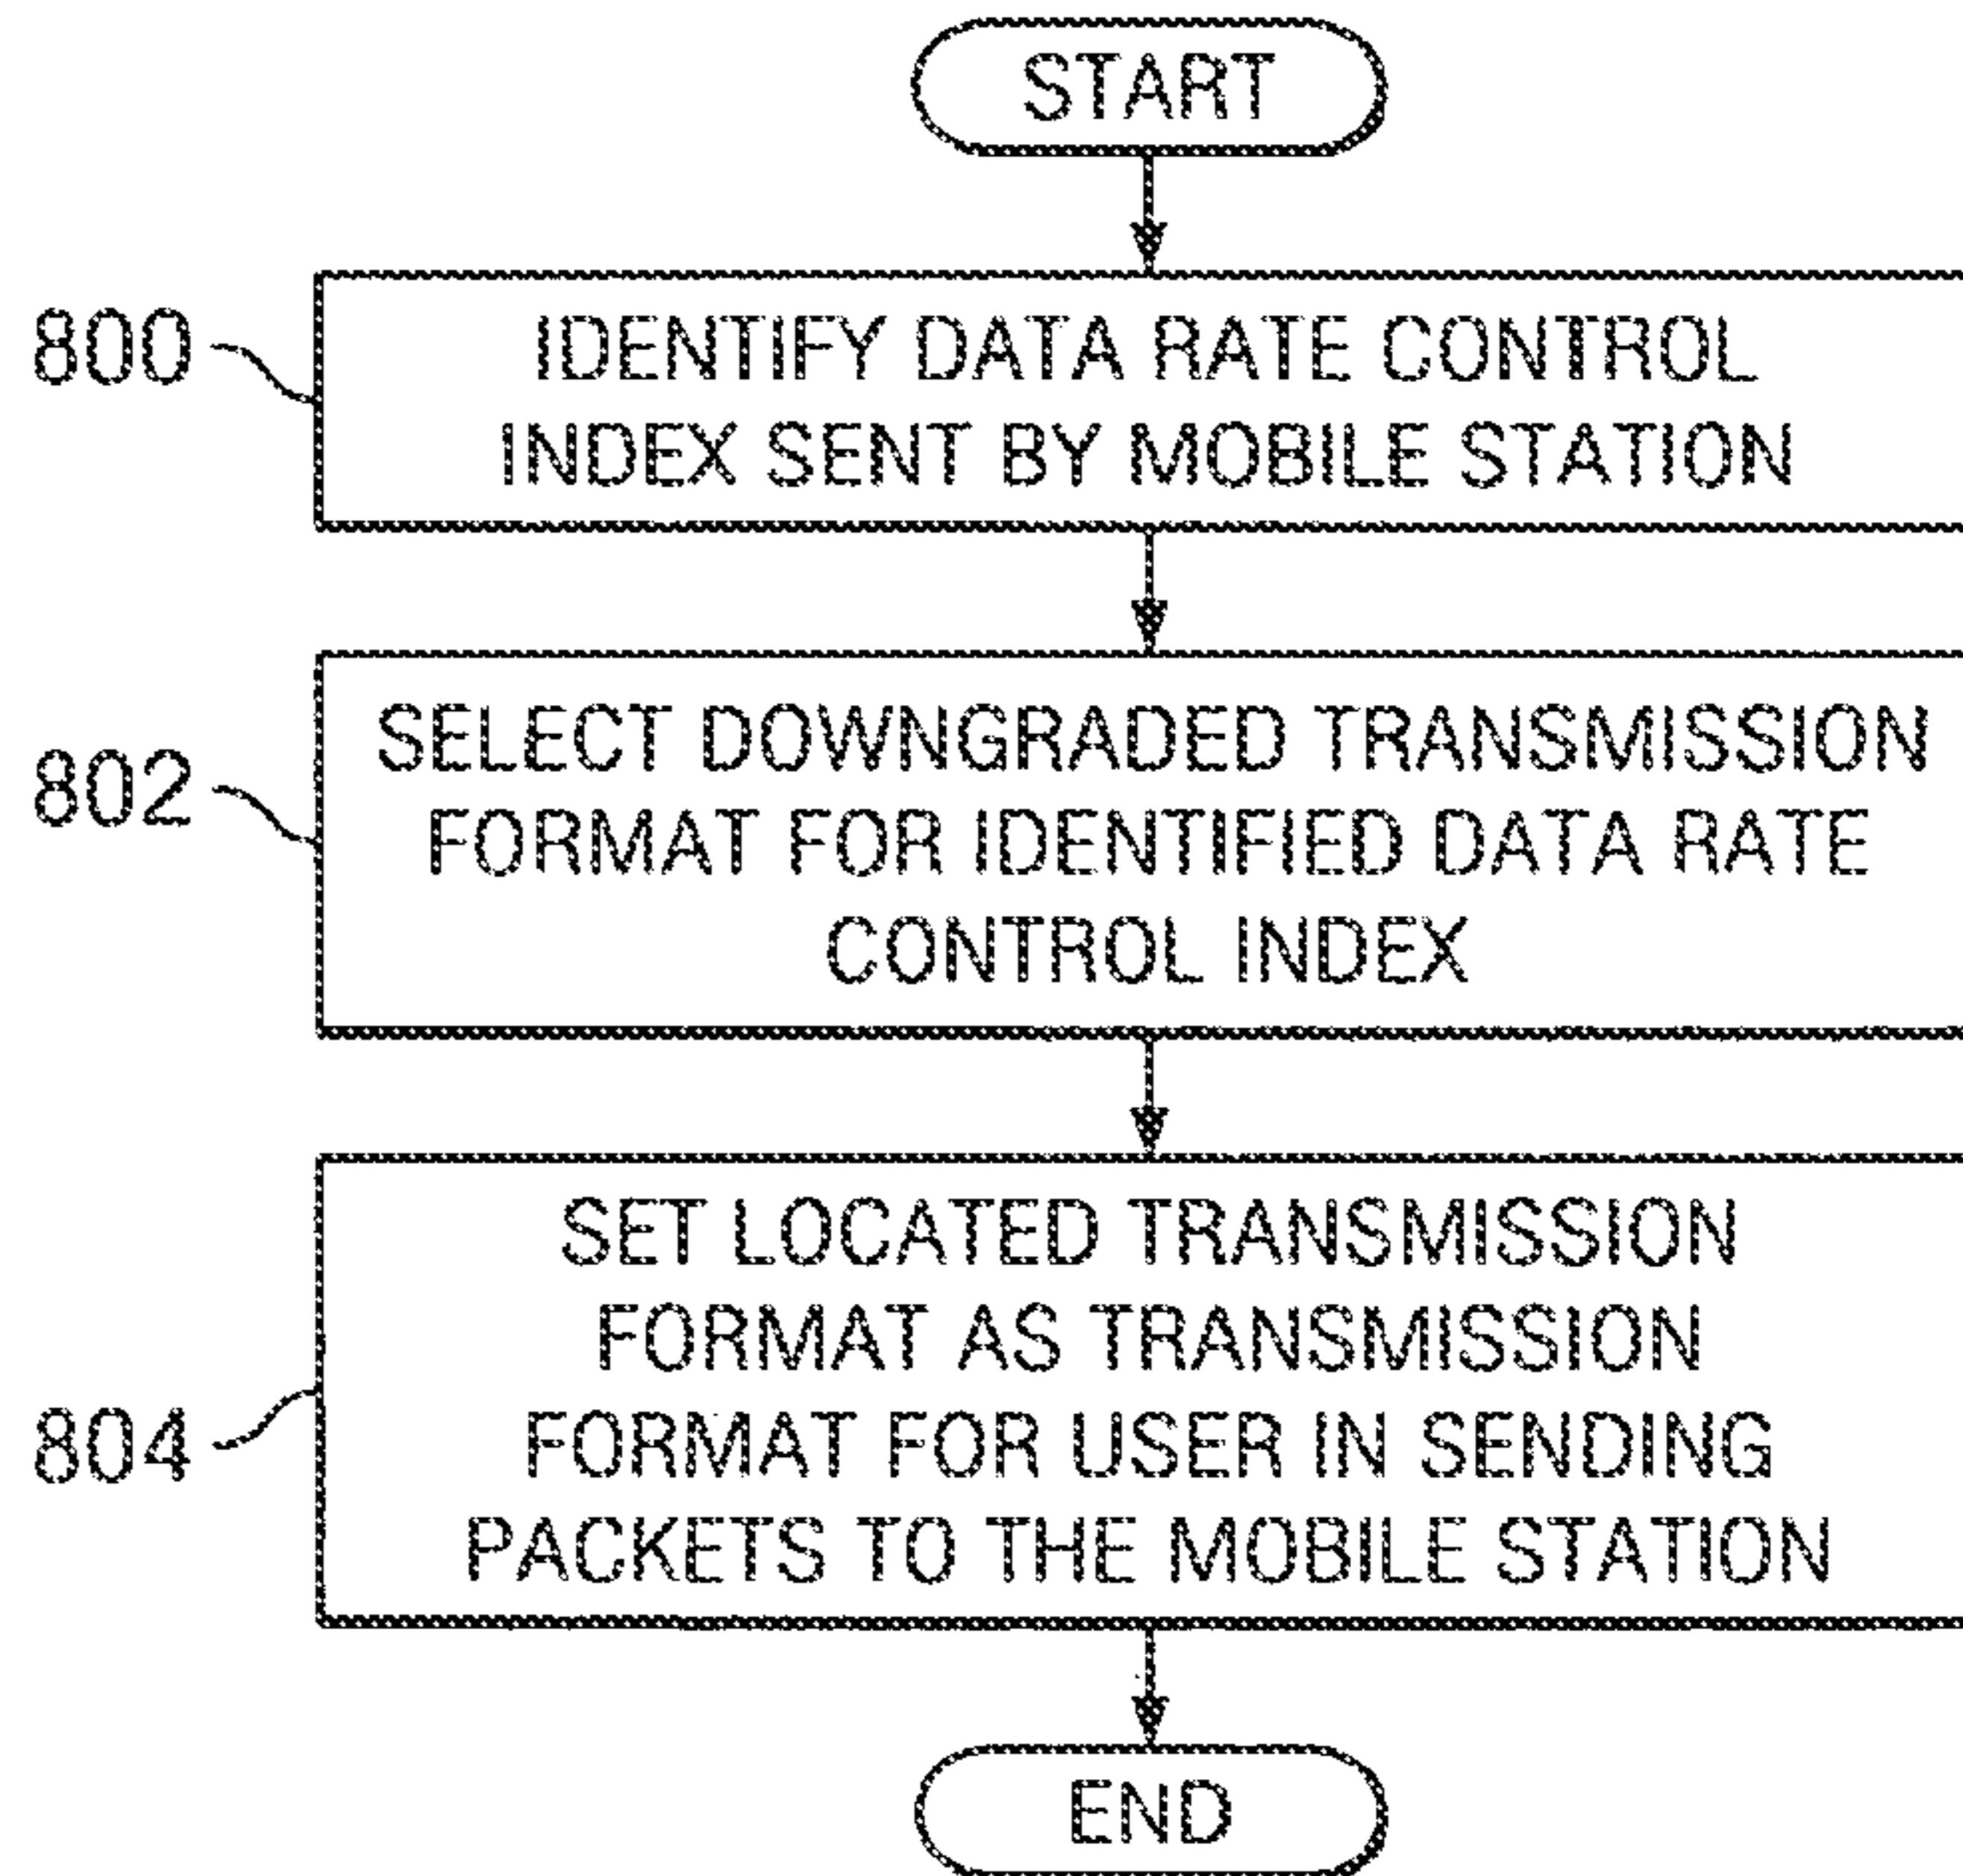 START
800
IDENTIFY DATA RATE CONTROL
INDEX SENT BY MOBILE STATION
802
SELECT DOWNGRADED TRANSMISSION
FORMAT FOR IDENTIFIED DATA RATE
CONTROL INDEX
804
SET LOCATED TRANSMISSION
FORMAT AS TRANSMISSION
FORMAT FOR USER IN SENDING
PACKETS TO THE MOBILE STATION
END